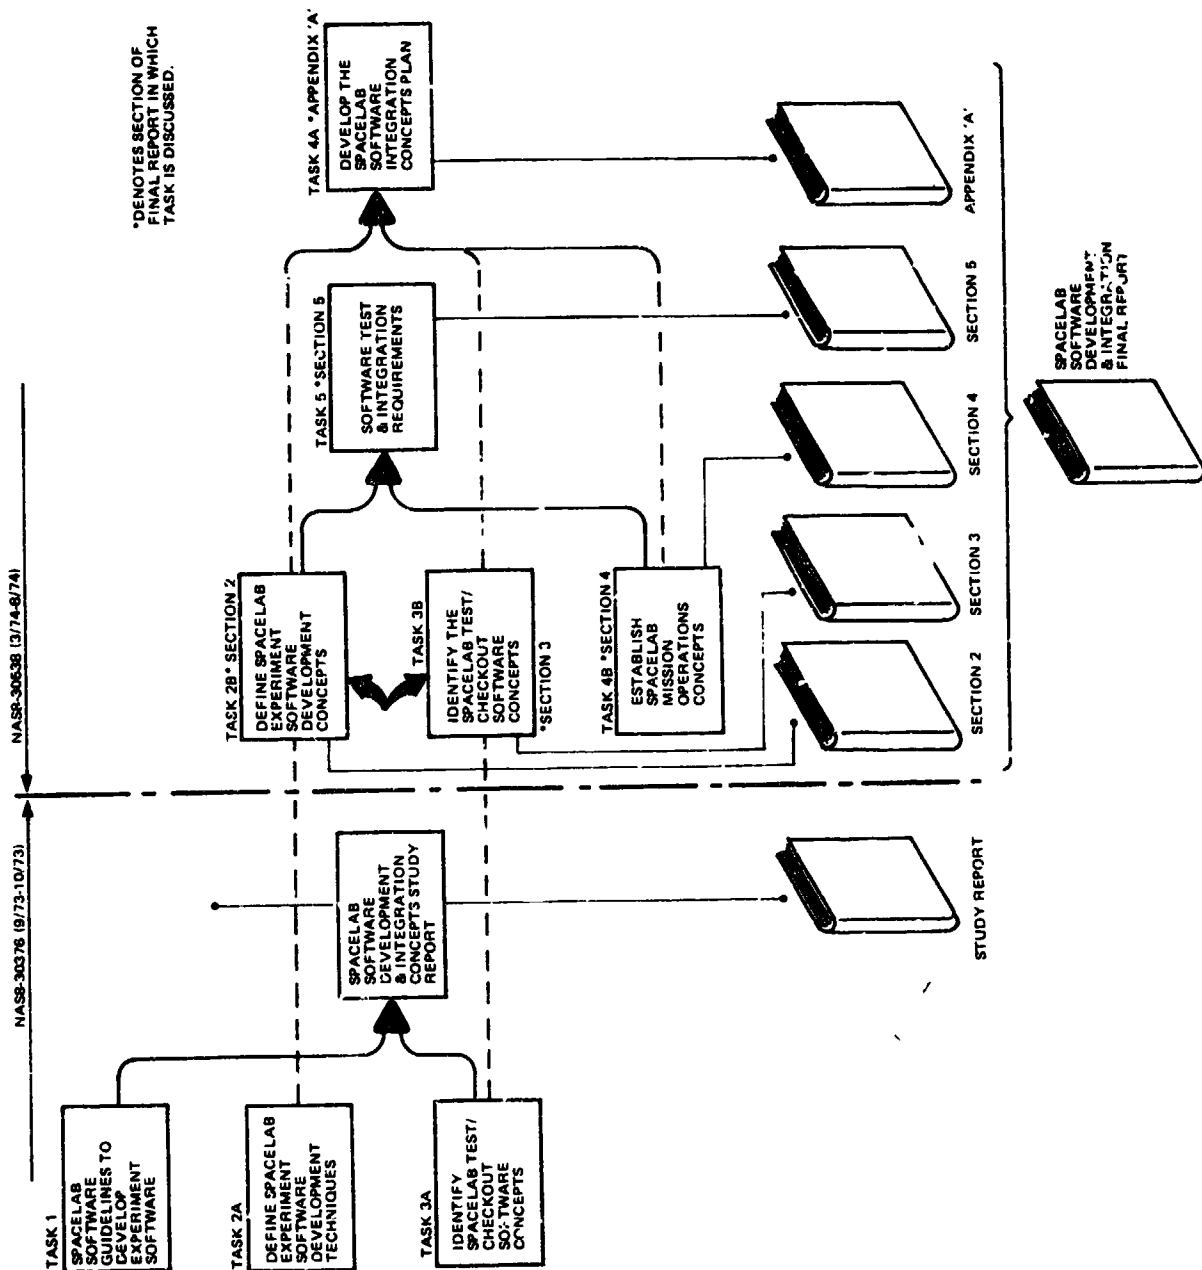 NAS8-30376 (9/73-10/73)
NAS8-30638 (3/74-8/74)
*DENOTES SECTION OF
FINAL REPORT IN WHICH
TASK IS DISCUSSED.
TASK 1
SPACELAB
SOFTWARE
GUIDELINES TO
DEVELOP
EXPERIMENT
SOFTWARE
TASK 2A
DEFINE SPACELAB
EXPERIMENT
SOFTWARE
DEVELOPMENT
TECHNIQUES
TASK 3A
IDENTIFY
SPACELAB TEST/
CHECKOUT
SOFTWARE
CONCEPTS
SPACELAB
SOFTWARE
DEVELOPMENT
& INTEGRATION
CONCEPTS STUDY
REPORT
TASK 2B* SECTION 2
DEFINE SPACELAB
EXPERIMENT
SOFTWARE
DEVELOPMENT
CONCEPTS
TASK 3B
IDENTIFY THE
SPACELAB TEST/
CHECKOUT
SOFTWARE
CONCEPTS
*SECTION 3
TASK 4B *SECTION 4
ESTABLISH
SPACELAB
MISSION
OPERATIONS
CONCEPTS
TASK 5 *SECTION 5
SOFTWARE TEST
& INTEGRATION
REQUIREMENTS
TASK 4A *APPENDIX 'A'
DEVELOP THE
SPACELAB
SOFTWARE
INTEGRATION
CONCEPTS PLAN
STUDY REPORT
SECTION 2
SECTION 3
SECTION 4
SECTION 5
APPENDIX 'A'
SPACELAB
SOFTWARE
DEVELOPMENT
& INTEGRATION
FINAL REPORT